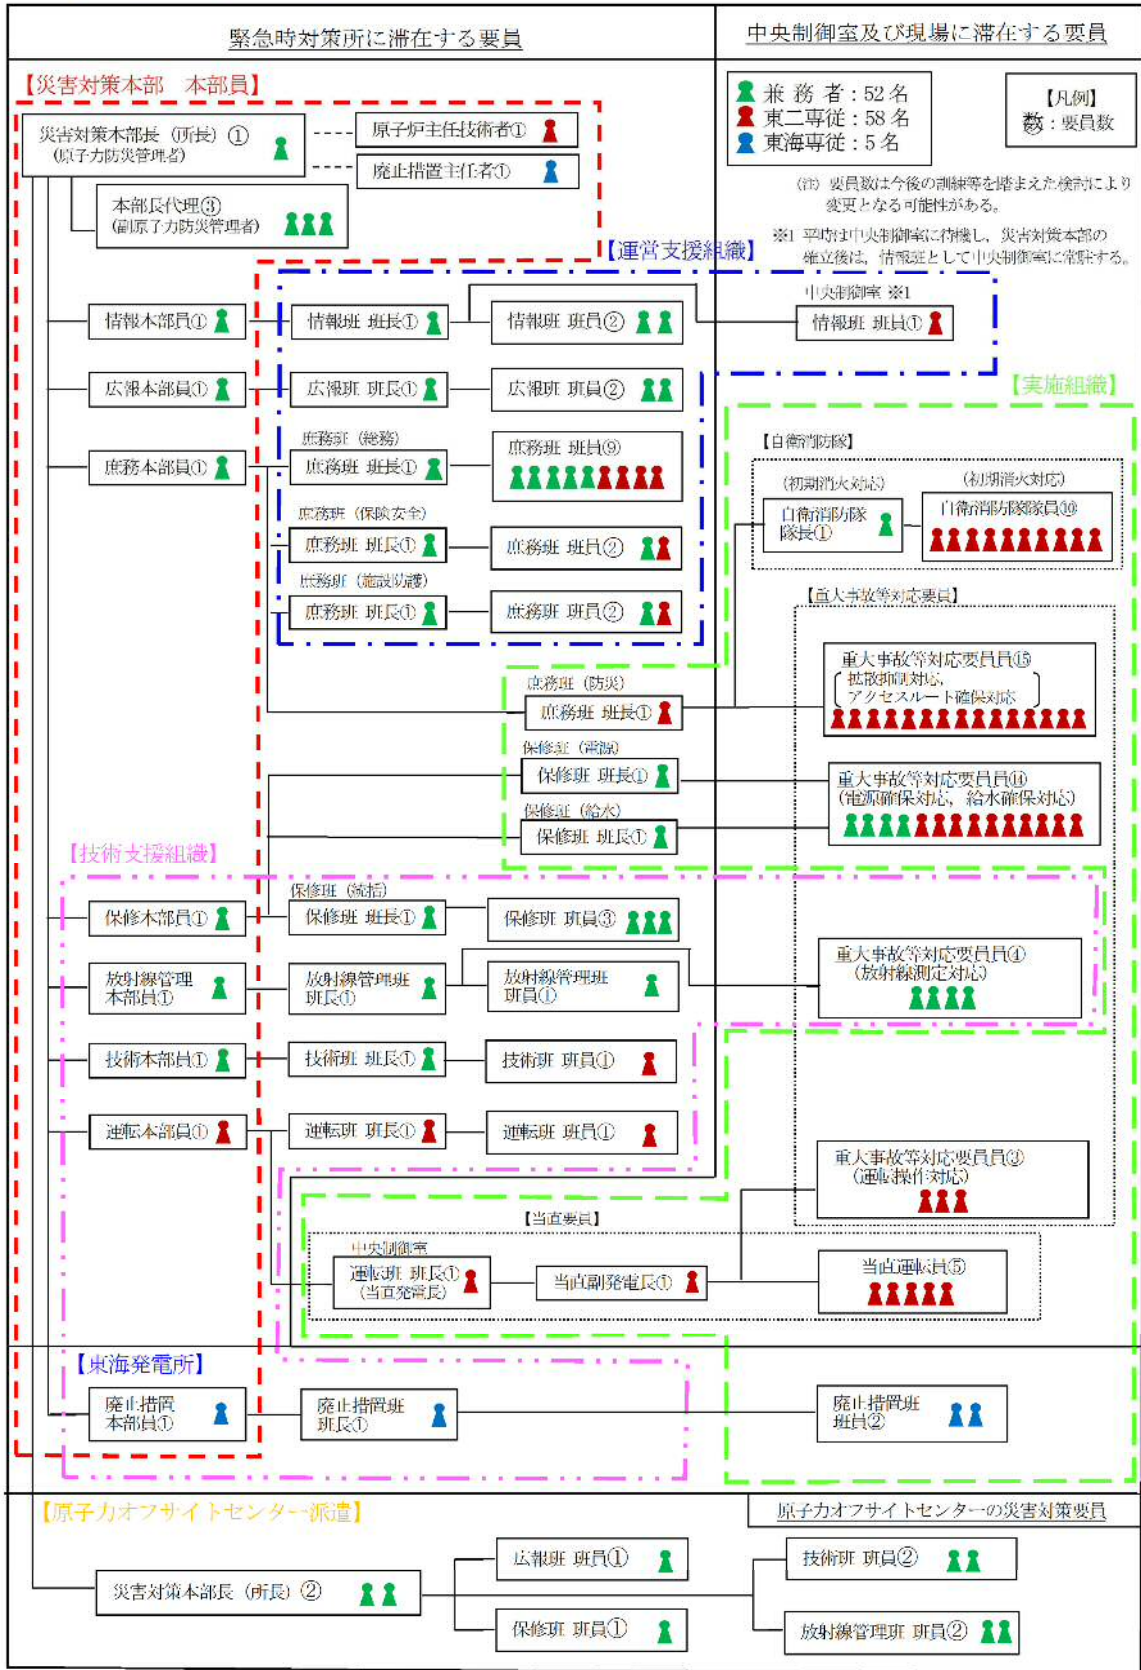 緊急時対策所に滞在する要員
中央制御室及び現場に滞在する要員
【災害対策本部　本部員】
災害対策本部長（所長）①
(原子力防災管理者)
原子炉主任技術者①
廃止措置主任者①
本部長代理③
(副原子力防災管理者)
兼務者：52名
東二専従：58名
東海専従：5名
【凡例】
数：要員数
(注) 要員数は今後の訓練等を踏まえた検討により
変更となる可能性がある。
※1 平時は中央制御室に待機し、災害対策本部の
確立後は、情報班として中央制御室に常駐する。
【運営支援組織】
中央制御室 ※1
情報本部員①
情報班 班長①
情報班 班員②
情報班 班員①
広報本部員①
広報班 班長①
広報班 班員②
【実施組織】
庶務班（総務）
庶務本部員①
庶務班 班長①
庶務班 班員⑨
庶務班（保険安全）
庶務班 班長①
庶務班 班員②
庶務班（施設防護）
庶務班 班長①
庶務班 班員②
【自衛消防隊】
(初期消火対応)
自衛消防隊
隊長①
(初期消火対応)
自衛消防隊隊員⑩
【重大事故等対応要員】
重大事故等対応要員員⑮
拡散抑制対応,
アクセスルート確保対応
庶務班（防災）
庶務班 班長①
保修班（電源）
保修班 班長①
重大事故等対応要員員⑭
(電源確保対応, 給水確保対応)
保修班（給水）
保修班 班長①
【技術支援組織】
保修班（統括）
保修本部員①
保修班 班長①
保修班 班員③
放射線管理
本部員①
放射線管理班
班長①
放射線管理班
班員①
重大事故等対応要員員④
(放射線測定対応)
技術本部員①
技術班 班長①
技術班 班員①
運転本部員①
運転班 班長①
運転班 班員①
重大事故等対応要員員③
(運転操作対応)
【当直要員】
中央制御室
運転班 班長①
(当直発電長)
当直副発電長①
当直運転員⑤
【東海発電所】
廃止措置
本部員①
廃止措置班
班長①
廃止措置班
班員②
【原子力オフサイトセンター派遣】
原子力オフサイトセンターの災害対策要員
災害対策本部長（所長）②
広報班 班員①
技術班 班員②
保修班 班員①
放射線管理班 班員②